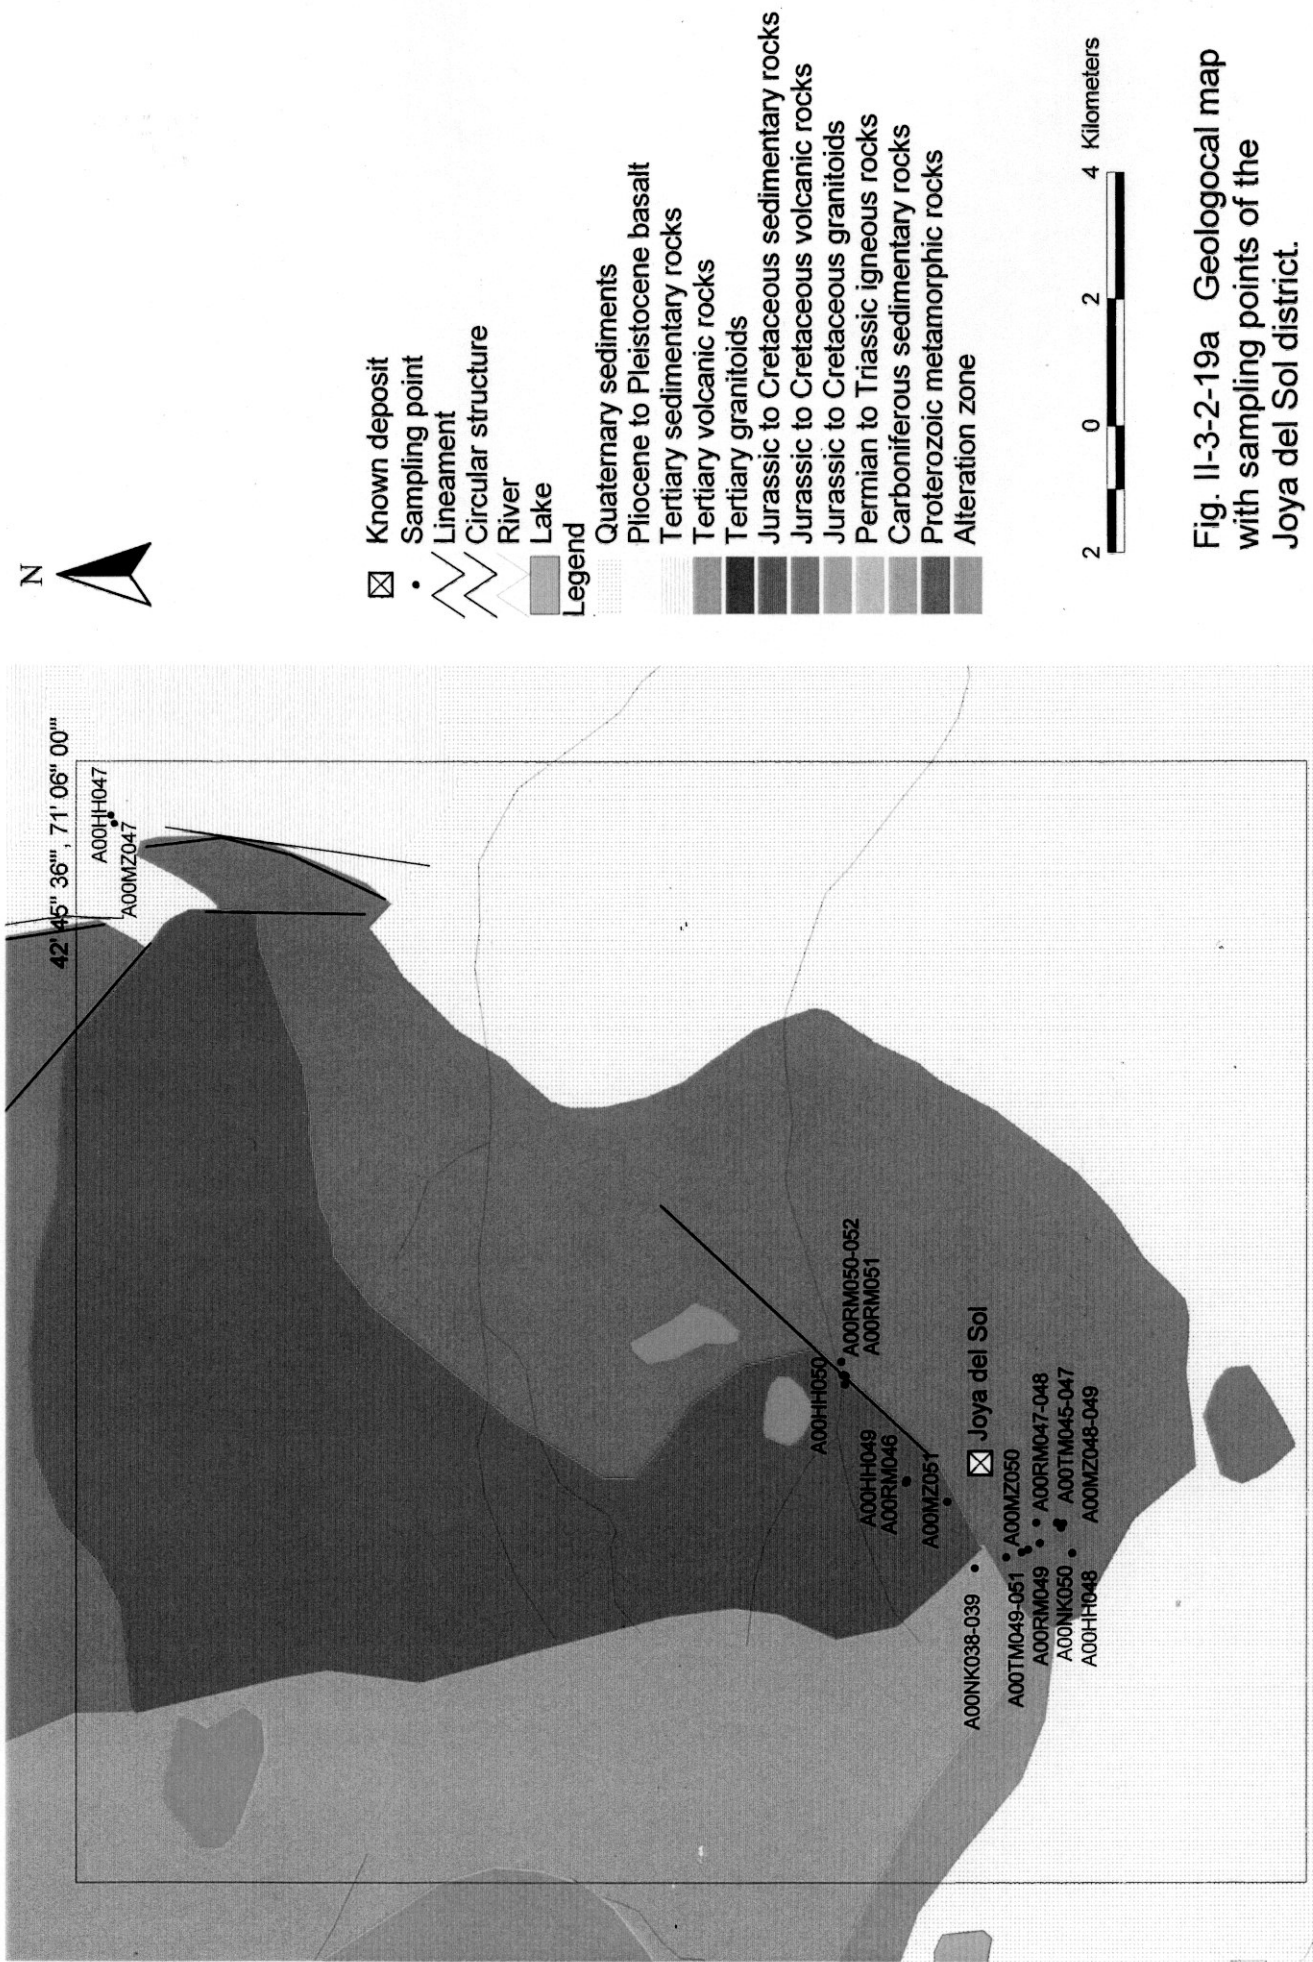 N
Known deposit
Sampling point
Lineament
Circular structure
River
Lake
Legend
Quaternary sediments
Pliocene to Pleistocene basalt
Tertiary sedimentary rocks
Tertiary volcanic rocks
Tertiary granitoids
Jurassic to Cretaceous sedimentary rocks
Jurassic to Cretaceous volcanic rocks
Jurassic to Cretaceous granitoids
Permian to Triassic igneous rocks
Carboniferous sedimentary rocks
Proterozoic metamorphic rocks
Alteration zone
2 0 2 4 Kilometers
Fig. II-3-2-19a Geologocal map
with sampling points of the
Joya del Sol district.
42' 45" 36'", 71' 06" 00'"
A00HH047
A00MZ047
A00HH050
A00RM050-052
A00RM051
A00HH049
A00RM046
A00MZ051
Joya del Sol
A00NK038-039
A00MZ050
A00TM049-051
A00RM047-048
A00RM049
A00TM045-047
A00NK050
A00MZ048-049
A00HH048